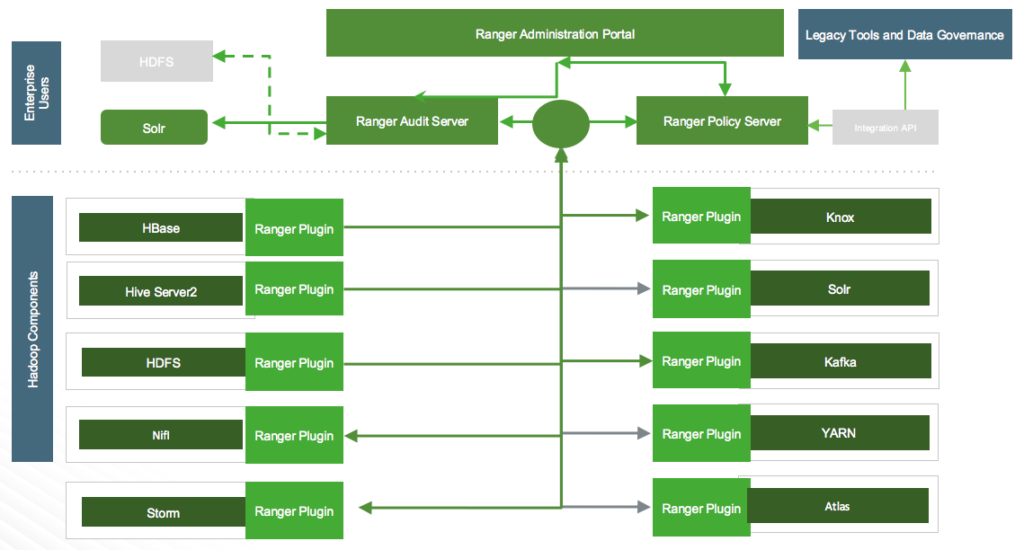 Ranger Administration Portal
Legacy Tools and Data Governance
Enterprise
Users
HDFS
Solr
Ranger Audit Server
Ranger Policy Server
Integration API
Hadoop Components
HBase
Ranger Plugin
Ranger Plugin
Knox
Hive Server2
Ranger Plugin
Ranger Plugin
Solr
HDFS
Ranger Plugin
Ranger Plugin
Kafka
Nifl
Ranger Plugin
Ranger Plugin
YARN
Storm
Ranger Plugin
Ranger Plugin
Atlas